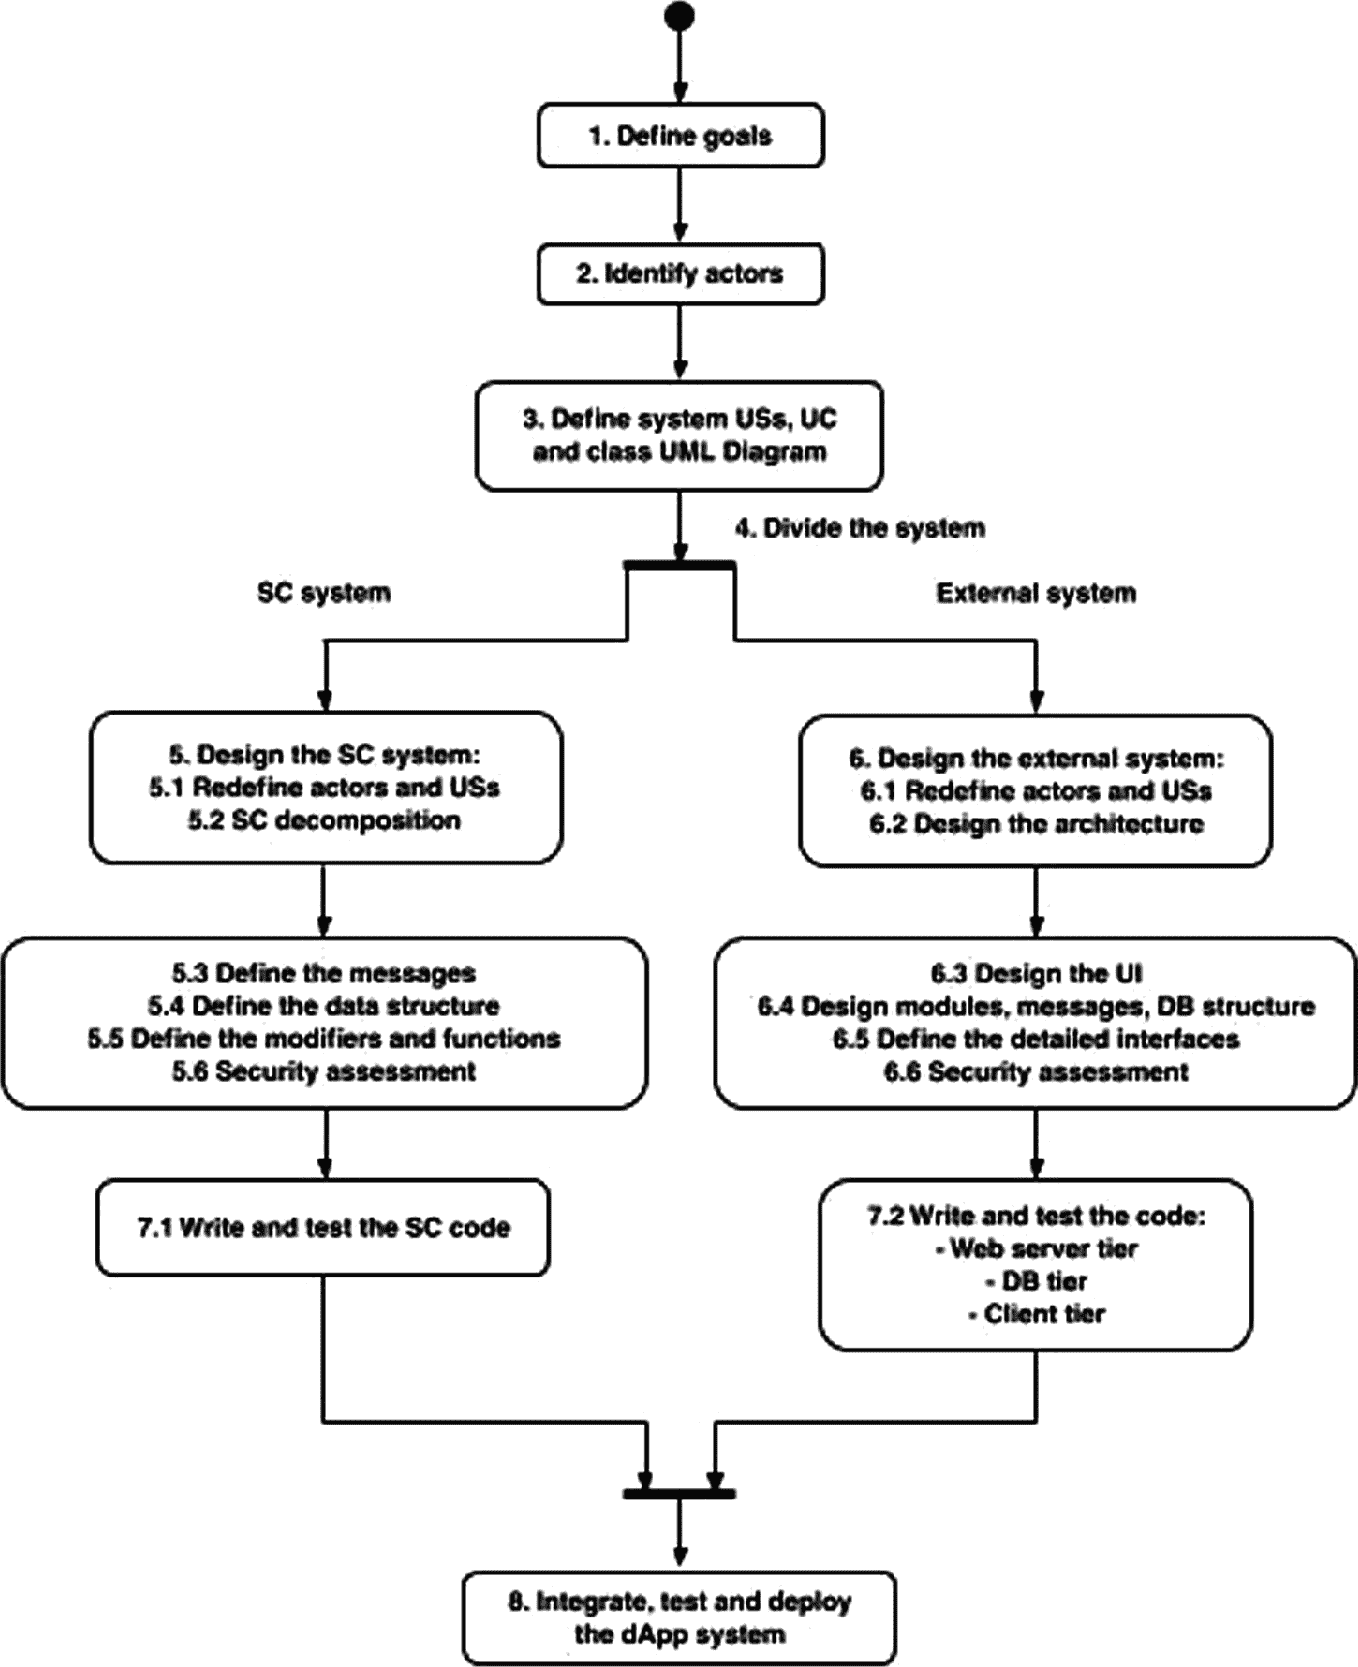 1. Define goals
2. Identify actors
3. Define system USs, UC
and class UML Diagram
4. Divide the system
SC system
External system
5. Design the SC system:
5.1 Redefine actors and USs
5.2 SC decomposition
6. Design the external system:
6.1 Redefine actors and USs
6.2 Design the architecture
5.3 Define the messages
5.4 Define the data structure
5.5 Define the modifiers and functions
5.6 Security assessment
6.3 Design the UI
6.4 Design modules, messages, DB structure
6.5 Define the detailed interfaces
6.6 Security assessment
7.1 Write and test the SC code
7.2 Write and test the code:
- Web server tier
- DB tier
- Client tier
8. Integrate, test and deploy
the dApp system